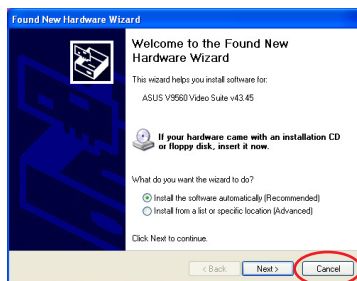 Found New Hardware Wizard
Welcome to the Found New
Hardware Wizard
This wizard helps you install software for:
ASUS V9560 Video Suite v43.45
If your hardware came with an installation CD
or floppy disk, insert it now.
What do you want the wizard to do?
Install the software automatically (Recommended)
Install from a list or specific location (Advanced)
Click Next to continue.
< Back Next > Cancel